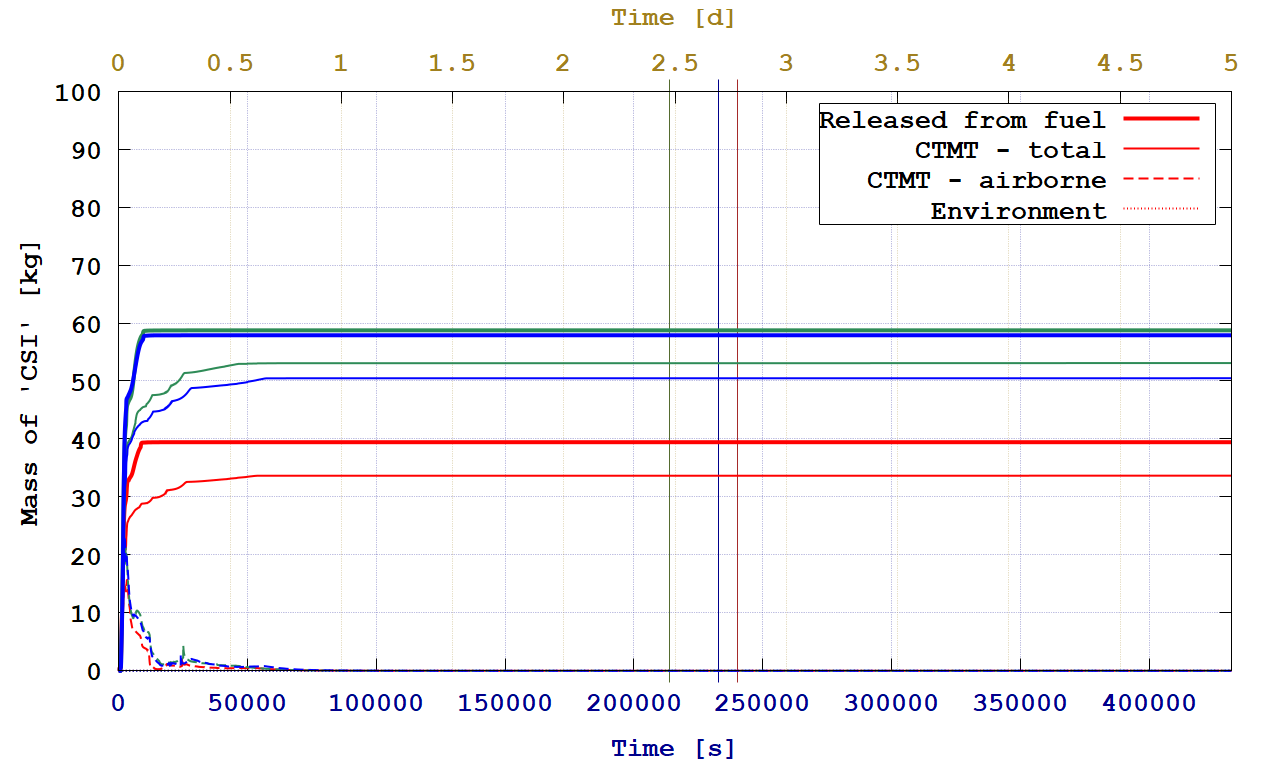 Time [d]
0 0.5 1 1.5 2 2.5 3 3.5 4 4.5 5
100
90
80
70
60
50
40
30
20
10
0
Mass of 'CSI' [kg]
Released from fuel
CTMT - total
CTMT - airborne
Environment
0 50000 100000 150000 200000 250000 300000 350000 400000
Time [s]